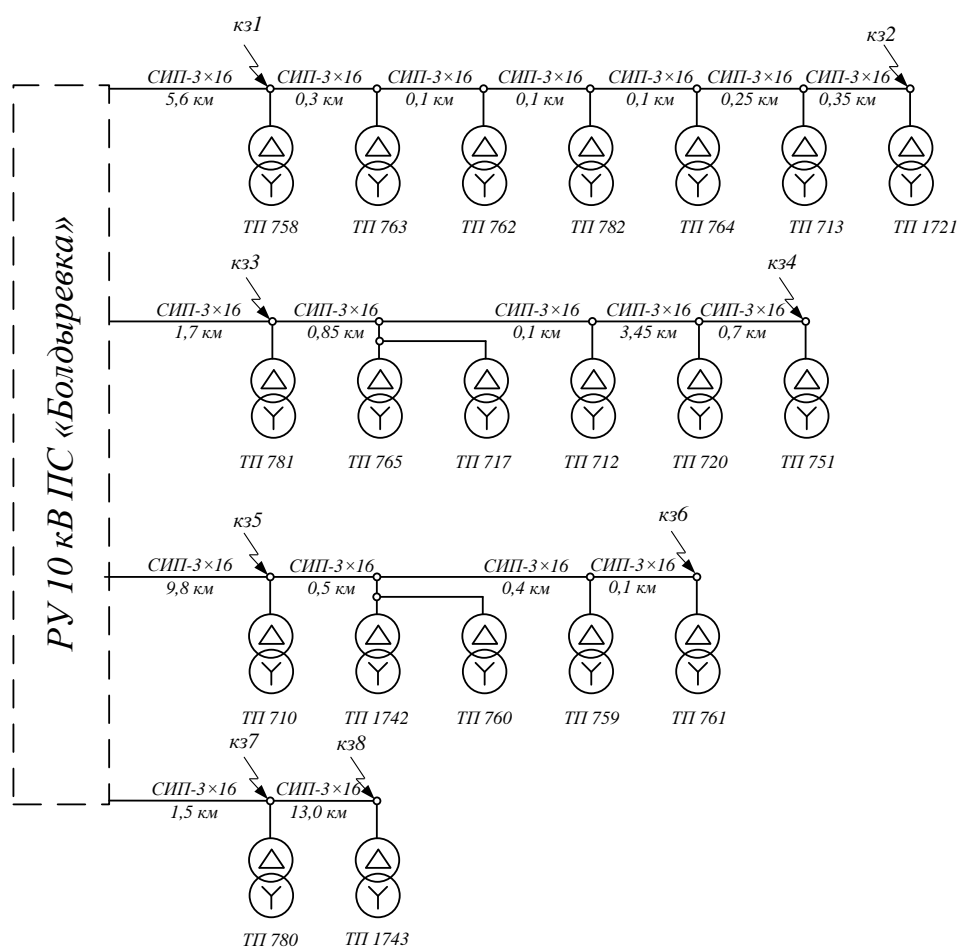 кз1
кз2
СИП-3×16 СИП-3×16 СИП-3×16 СИП-3×16 СИП-3×16 СИП-3×16 СИП-3×16
5,6 км 0,3 км 0,1 км 0,1 км 0,1 км 0,25 км 0,35 км
ТП 758 ТП 763 ТП 762 ТП 782 ТП 764 ТП 713 ТП 1721
РУ 10 кВ ПС «Болдыревка»
кз3 кз4
СИП-3×16 СИП-3×16 СИП-3×16 СИП-3×16 СИП-3×16
1,7 км 0,85 км 0,1 км 3,45 км 0,7 км
ТП 781 ТП 765 ТП 717 ТП 712 ТП 720 ТП 751
кз5 кз6
СИП-3×16 СИП-3×16 СИП-3×16 СИП-3×16
9,8 км 0,5 км 0,4 км 0,1 км
ТП 710 ТП 1742 ТП 760 ТП 759 ТП 761
кз7 кз8
СИП-3×16 СИП-3×16
1,5 км 13,0 км
ТП 780 ТП 1743